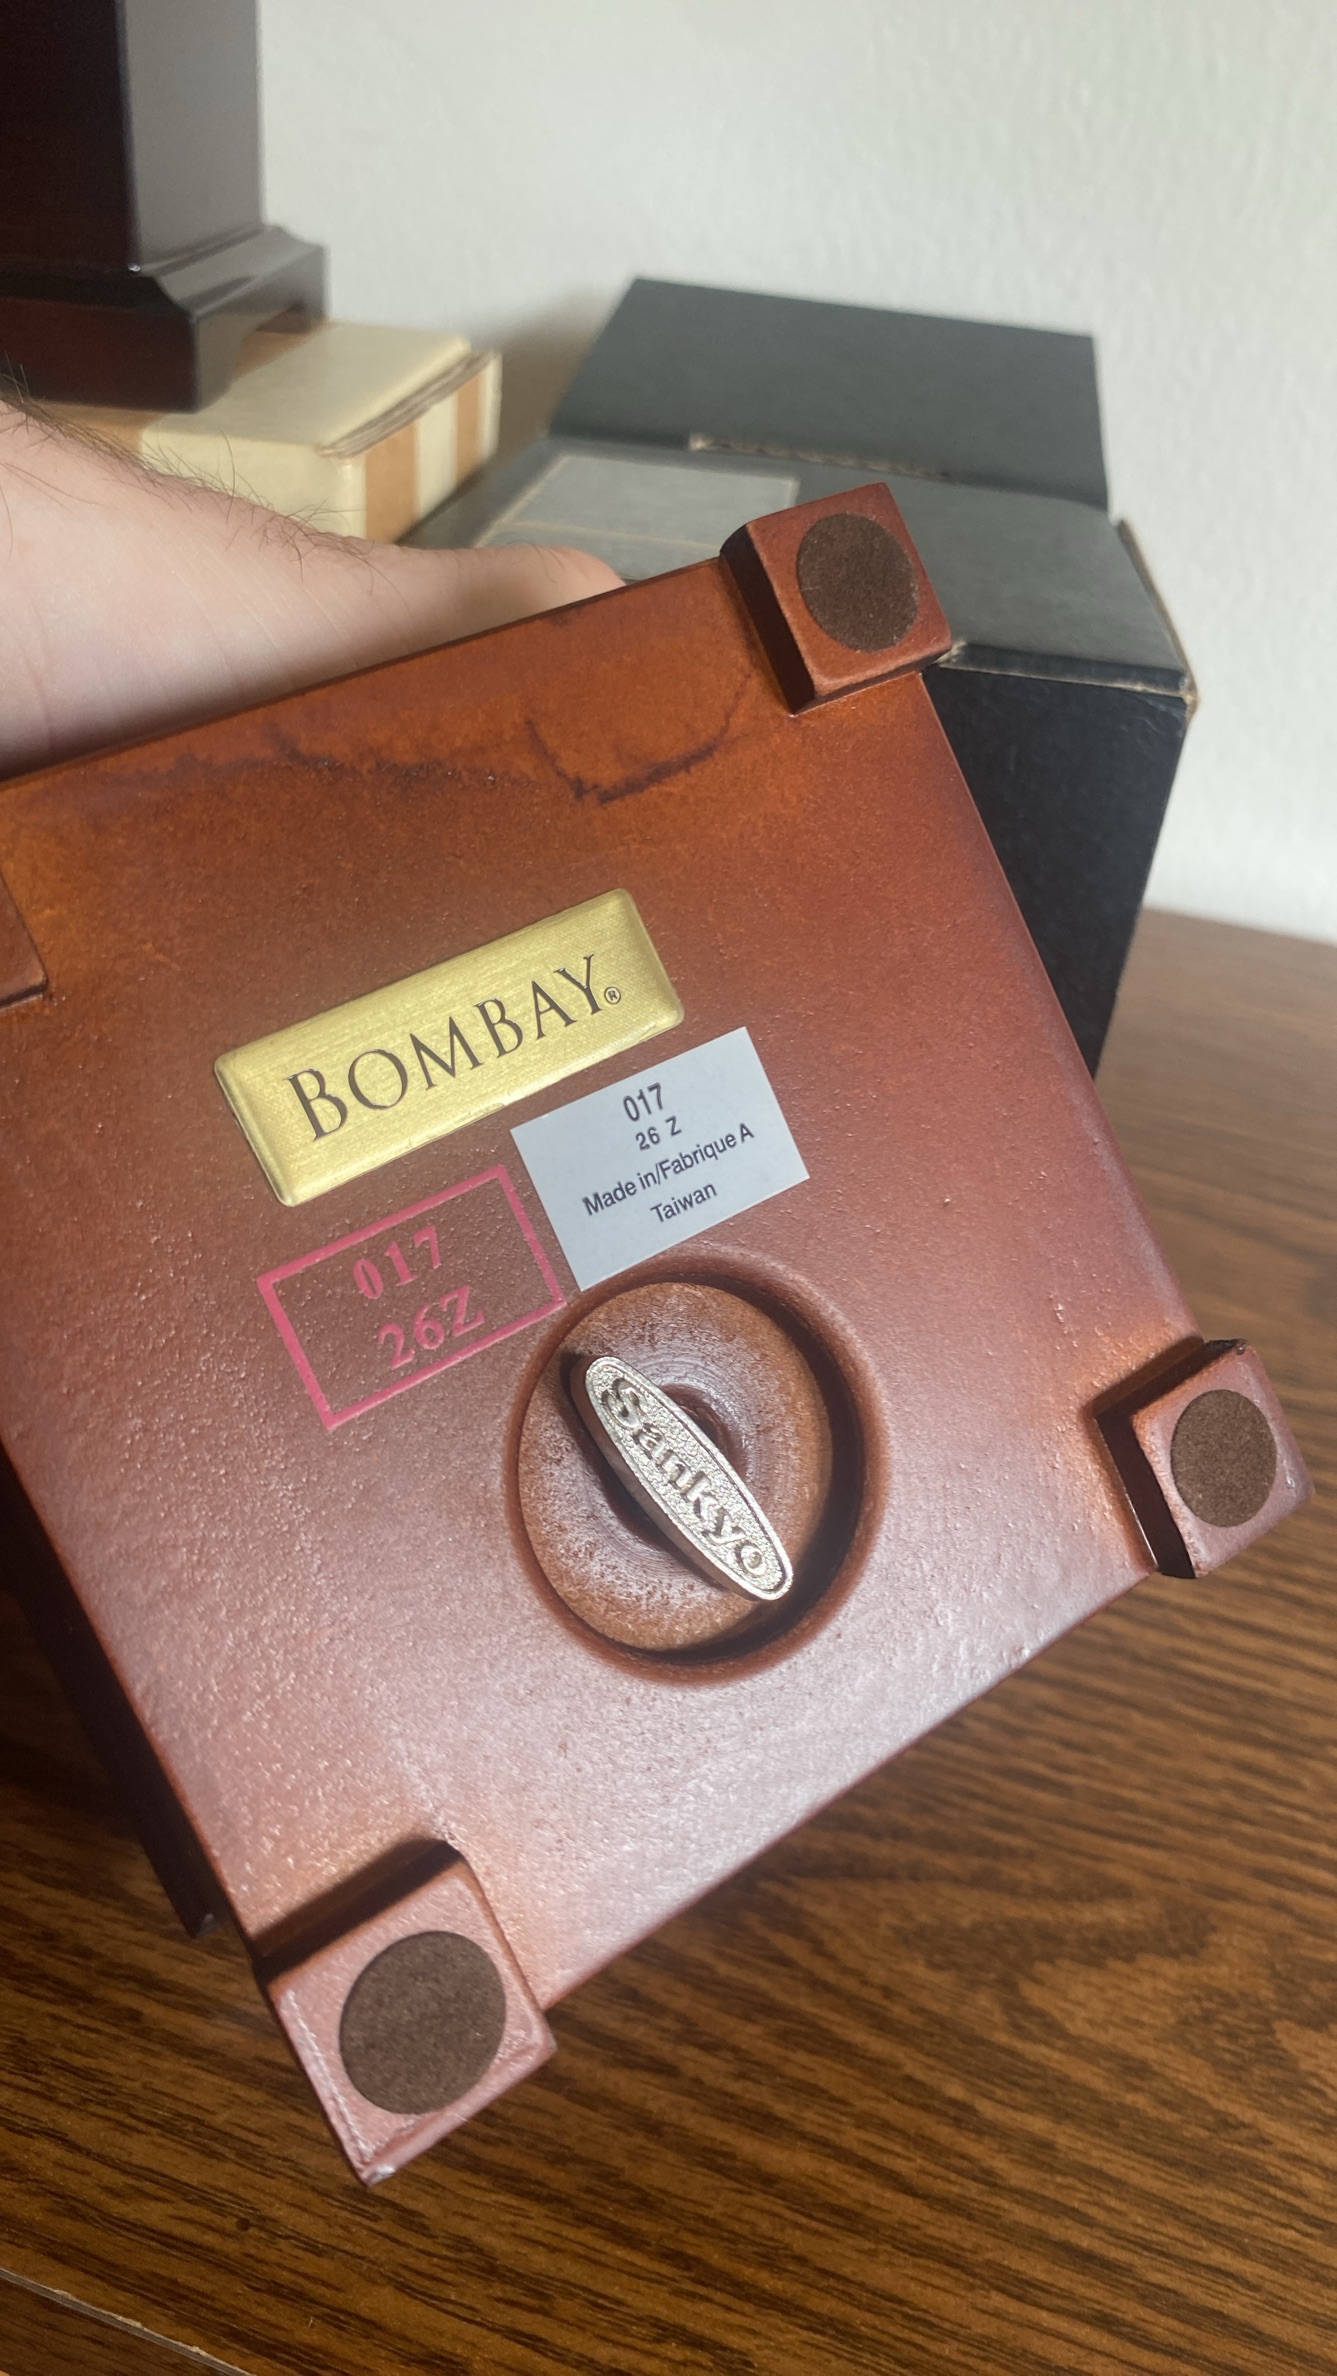 BOMBAY®
017
26 Z
Made in/Fabrique A
Taiwan
017
26Z
Sankyo